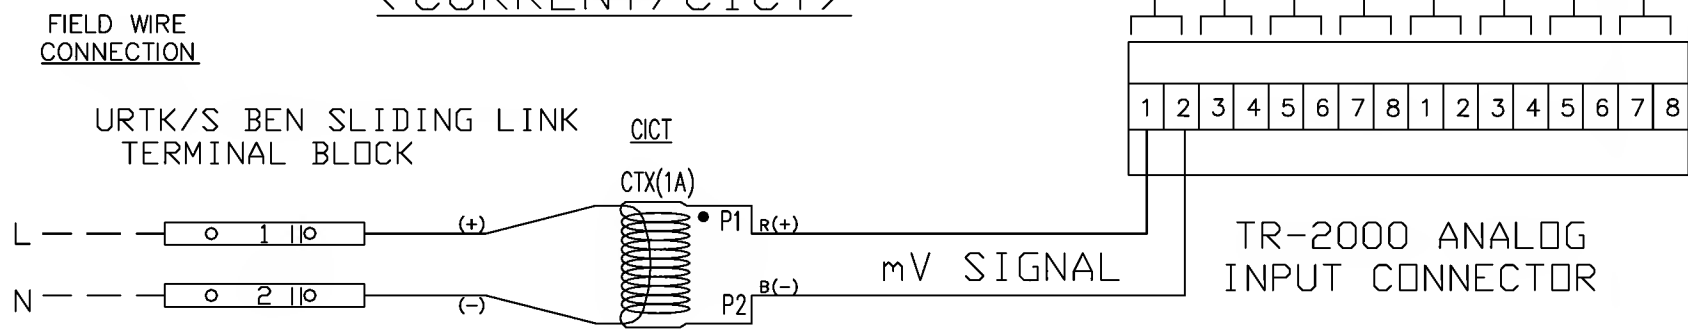 <CURRENT/CICT>
FIELD WIRE
CONNECTION
URTK/S BEN SLIDING LINK
TERMINAL BLOCK
CICT
CTX(1A)
1 2 3 4 5 6 7 8 1 2 3 4 5 6 7 8
L 1 (+) P1 R(+)
mV SIGNAL
N 2 (-) P2 B(-)
TR-2000 ANALOG
INPUT CONNECTOR